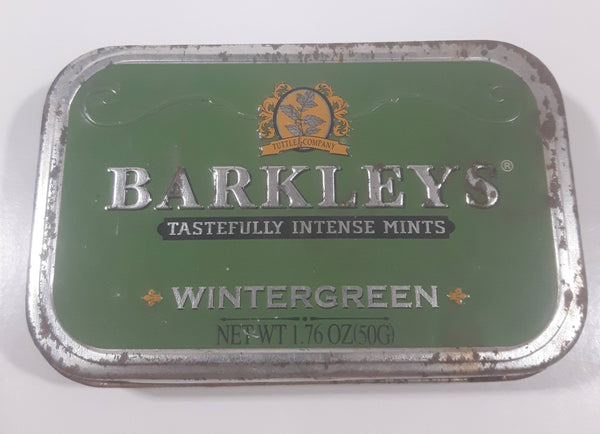 TUTTLE & COMPANY
BARKLEYS®
TASTEFULLY INTENSE MINTS
WINTERGREEN
NET WT 1.76 OZ (50G)